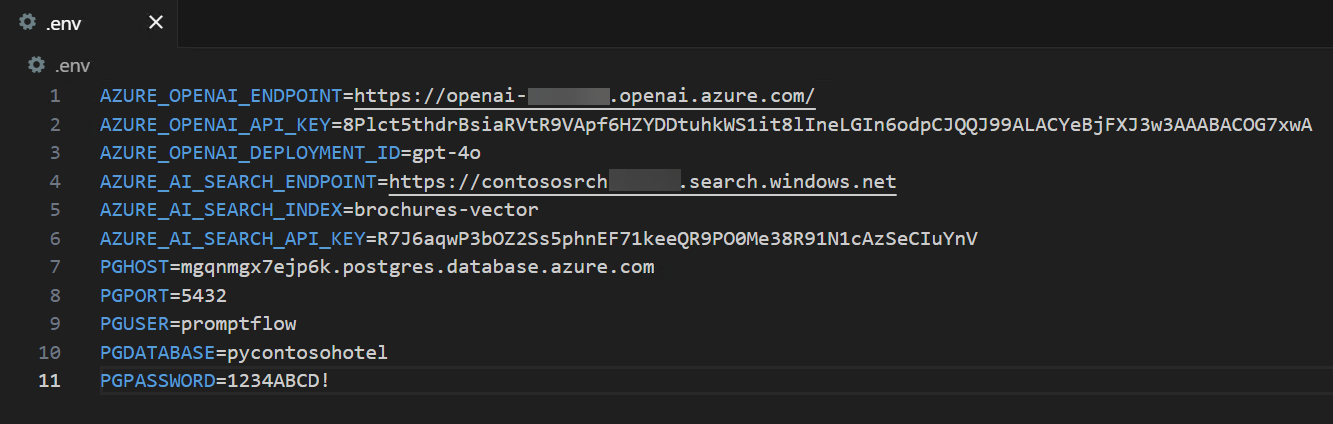 .env
.env
1 AZURE_OPENAI_ENDPOINT=https://openai- .openai.azure.com/
2 AZURE_OPENAI_API_KEY=8Plct5thdrBsiaRVtR9VApf6HZYDDtuhkWS1it8lIneLGIn6odpCJQQJ99ALACYeBjFXJ3w3AAABACOG7xwA
3 AZURE_OPENAI_DEPLOYMENT_ID=gpt-4o
4 AZURE_AI_SEARCH_ENDPOINT=https://contososrch .search.windows.net
5 AZURE_AI_SEARCH_INDEX=brochures-vector
6 AZURE_AI_SEARCH_API_KEY=R7J6aqwP3bOZ2Ss5phnEF71keeQR9PO0Me38R91N1cAzSeCIuYnV
7 PGHOST=mgqnmgx7ejp6k.postgres.database.azure.com
8 PGPORT=5432
9 PGUSER=promptflow
10 PGDATABASE=pycontosohotel
11 PGPASSWORD=1234ABCD!